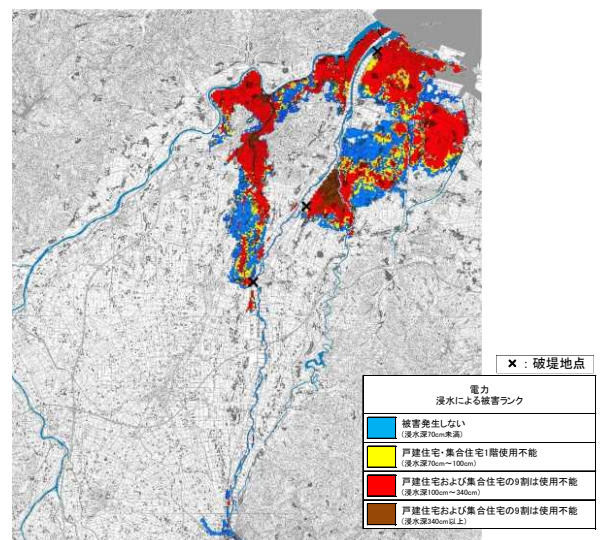 ×：破堤地点
電力
浸水による被害ランク
被害発生しない
（浸水深70cm未満）
戸建住宅・集合住宅1階使用不能
（浸水深70cm～100cm）
戸建住宅および集合住宅の9割は使用不能
（浸水深100cm～340cm）
戸建住宅および集合住宅の9割は使用不能
（浸水深340cm以上）